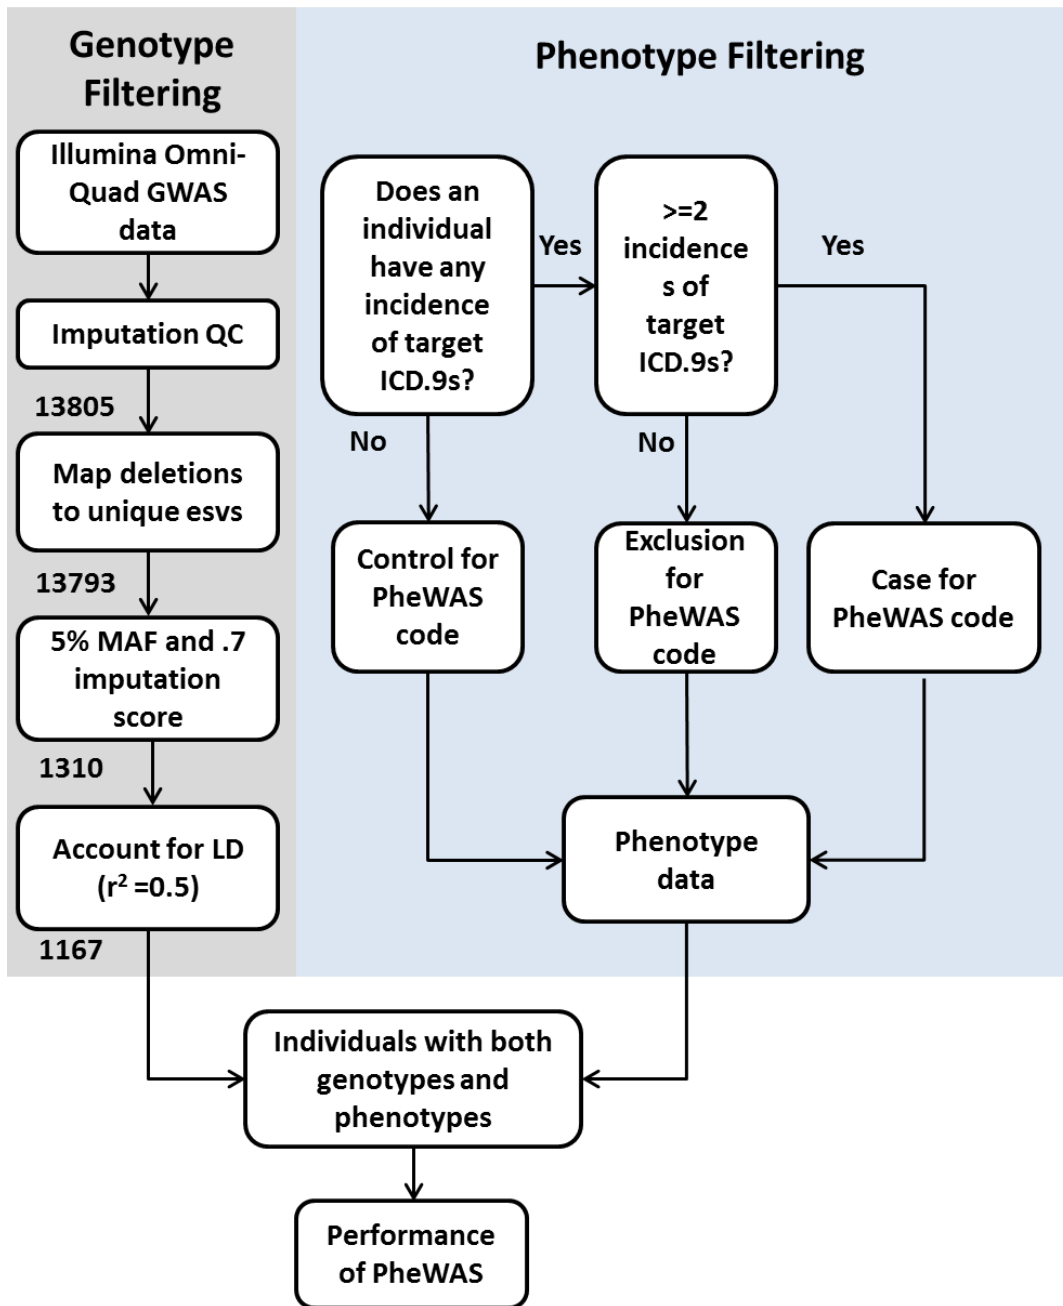 Genotype
Filtering
Illumina Omni-
Quad GWAS
data
Imputation QC
13805
Map deletions
to unique esvs
13793
5% MAF and .7
imputation
score
1310
Account for LD
(r² =0.5)
1167
Phenotype Filtering
Does an
individual
have any
incidence
of target
ICD.9s?
Yes
No
>=2
incidence
s of
target
ICD.9s?
Yes
No
Control for
PheWAS
code
Exclusion
for
PheWAS
code
Case for
PheWAS code
Phenotype
data
Individuals with both
genotypes and
phenotypes
Performance
of PheWAS